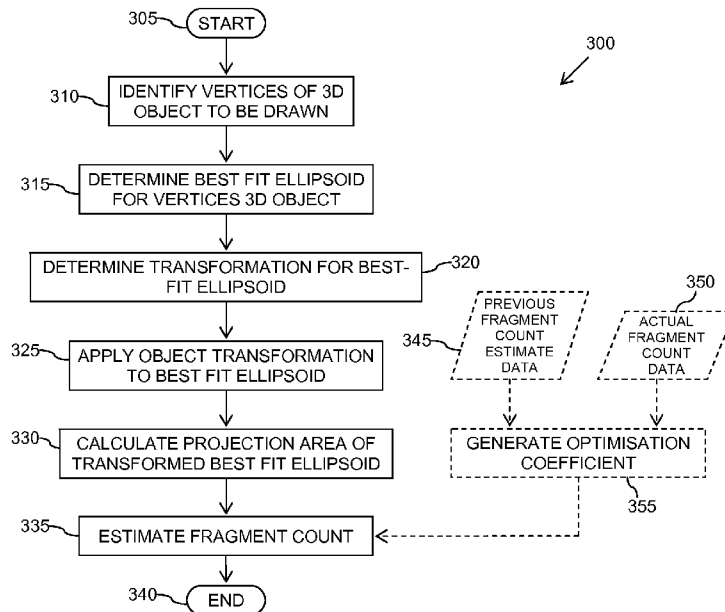 305
START
300
310
IDENTIFY VERTICES OF 3D
OBJECT TO BE DRAWN
315
DETERMINE BEST FIT ELLIPSOID
FOR VERTICES 3D OBJECT
320
DETERMINE TRANSFORMATION FOR BEST-
FIT ELLIPSOID
325
APPLY OBJECT TRANSFORMATION
TO BEST FIT ELLIPSOID
345
PREVIOUS
FRAGMENT
COUNT
ESTIMATE
DATA
350
ACTUAL
FRAGMENT
COUNT
DATA
330
CALCULATE PROJECTION AREA OF
TRANSFORMED BEST FIT ELLIPSOID
GENERATE OPTIMISATION
COEFFICIENT
355
335
ESTIMATE FRAGMENT COUNT
340
END